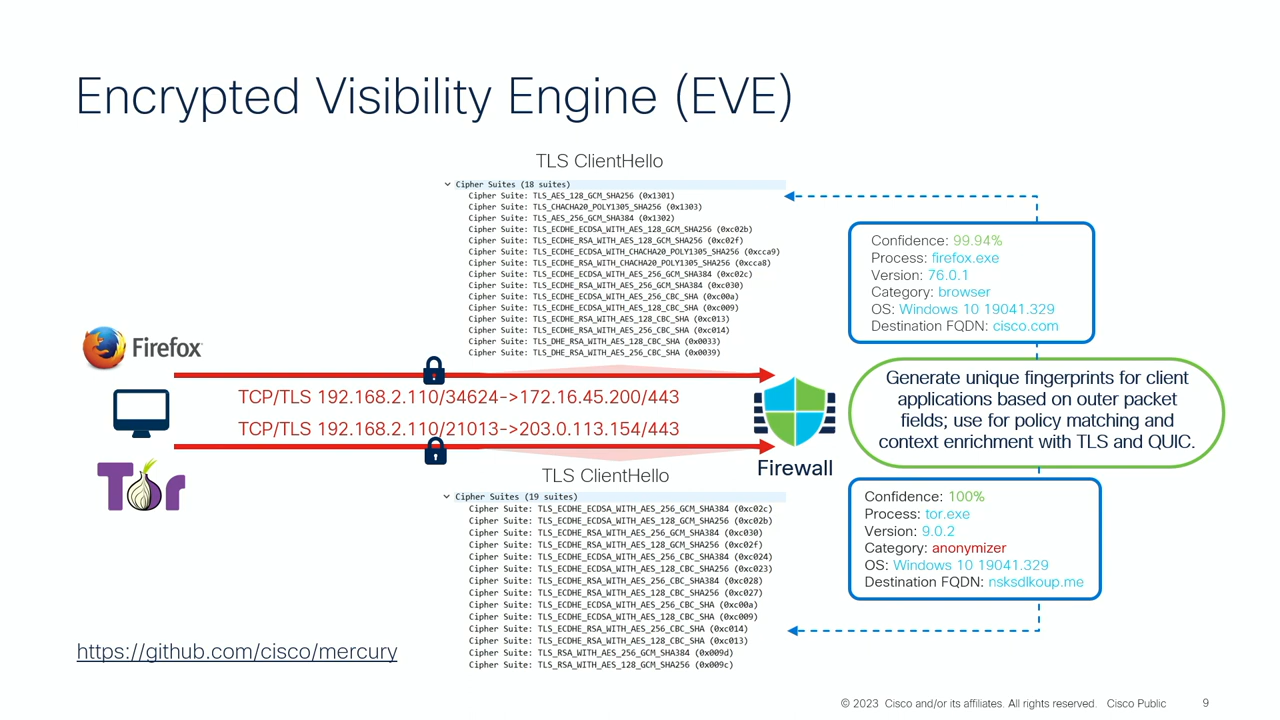 Encrypted Visibility Engine (EVE)
TLS ClientHello
Cipher Suites (18 suites)
Cipher Suite: TLS_AES_128_GCM_SHA256 (0x1301)
Cipher Suite: TLS_CHACHA20_POLY1305_SHA256 (0x1303)
Cipher Suite: TLS_AES_256_GCM_SHA384 (0x1302)
Cipher Suite: TLS_ECDHE_ECDSA_WITH_AES_128_GCM_SHA256 (0xc02b)
Cipher Suite: TLS_ECDHE_RSA_WITH_AES_128_GCM_SHA256 (0xc02f)
Cipher Suite: TLS_ECDHE_ECDSA_WITH_CHACHA20_POLY1305_SHA256 (0xcca9)
Cipher Suite: TLS_ECDHE_RSA_WITH_CHACHA20_POLY1305_SHA256 (0xcca8)
Cipher Suite: TLS_ECDHE_ECDSA_WITH_AES_256_GCM_SHA384 (0xc02c)
Cipher Suite: TLS_ECDHE_RSA_WITH_AES_256_GCM_SHA384 (0xc030)
Cipher Suite: TLS_ECDHE_ECDSA_WITH_AES_256_CBC_SHA (0xc00a)
Cipher Suite: TLS_ECDHE_ECDSA_WITH_AES_128_CBC_SHA (0xc009)
Cipher Suite: TLS_ECDHE_RSA_WITH_AES_128_CBC_SHA (0xc013)
Cipher Suite: TLS_ECDHE_RSA_WITH_AES_256_CBC_SHA (0xc014)
Cipher Suite: TLS_DHE_RSA_WITH_AES_128_CBC_SHA (0x0033)
Cipher Suite: TLS_DHE_RSA_WITH_AES_256_CBC_SHA (0x0039)
Confidence: 99.94%
Process: firefox.exe
Version: 76.0.1
Category: browser
OS: Windows 10 19041.329
Destination FQDN: cisco.com
Firefox
TCP/TLS 192.168.2.110/34624->172.16.45.200/443
TCP/TLS 192.168.2.110/21013->203.0.113.154/443
Tor
Firewall
Generate unique fingerprints for client
applications based on outer packet
fields; use for policy matching and
context enrichment with TLS and QUIC.
TLS ClientHello
Cipher Suites (19 suites)
Cipher Suite: TLS_ECDHE_ECDSA_WITH_AES_256_GCM_SHA384 (0xc02c)
Cipher Suite: TLS_ECDHE_ECDSA_WITH_AES_128_GCM_SHA256 (0xc02b)
Cipher Suite: TLS_ECDHE_RSA_WITH_AES_256_GCM_SHA384 (0xc030)
Cipher Suite: TLS_ECDHE_RSA_WITH_AES_128_GCM_SHA256 (0xc02f)
Cipher Suite: TLS_ECDHE_ECDSA_WITH_AES_256_CBC_SHA384 (0xc024)
Cipher Suite: TLS_ECDHE_ECDSA_WITH_AES_128_CBC_SHA256 (0xc023)
Cipher Suite: TLS_ECDHE_RSA_WITH_AES_256_CBC_SHA384 (0xc028)
Cipher Suite: TLS_ECDHE_RSA_WITH_AES_128_CBC_SHA256 (0xc027)
Cipher Suite: TLS_ECDHE_ECDSA_WITH_AES_256_CBC_SHA (0xc00a)
Cipher Suite: TLS_ECDHE_ECDSA_WITH_AES_128_CBC_SHA (0xc009)
Cipher Suite: TLS_ECDHE_RSA_WITH_AES_256_CBC_SHA (0xc014)
Cipher Suite: TLS_ECDHE_RSA_WITH_AES_128_CBC_SHA (0xc013)
Cipher Suite: TLS_RSA_WITH_AES_256_GCM_SHA384 (0x009d)
Cipher Suite: TLS_RSA_WITH_AES_128_GCM_SHA256 (0x009c)
Confidence: 100%
Process: tor.exe
Version: 9.0.2
Category: anonymizer
OS: Windows 10 19041.329
Destination FQDN: nsksdlkoup.me
https://github.com/cisco/mercury
© 2023 Cisco and/or its affiliates. All rights reserved. Cisco Public 9